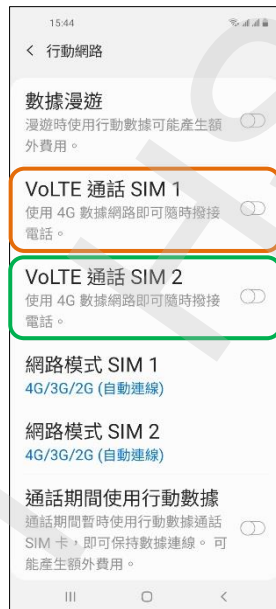 15:44
行動網路
數據漫遊
漫遊時使用行動數據可能產生額
外費用。
VoLTE 通話 SIM 1
使用 4G 數據網路即可隨時撥接
電話。
VoLTE 通話 SIM 2
使用 4G 數據網路即可隨時撥接
電話。
網路模式 SIM 1
4G/3G/2G (自動連線)
網路模式 SIM 2
4G/3G/2G (自動連線)
通話期間使用行動數據
通話期間暫時使用行動數據通話
SIM 卡，即可保持數據連線。 可
能產生額外費用。